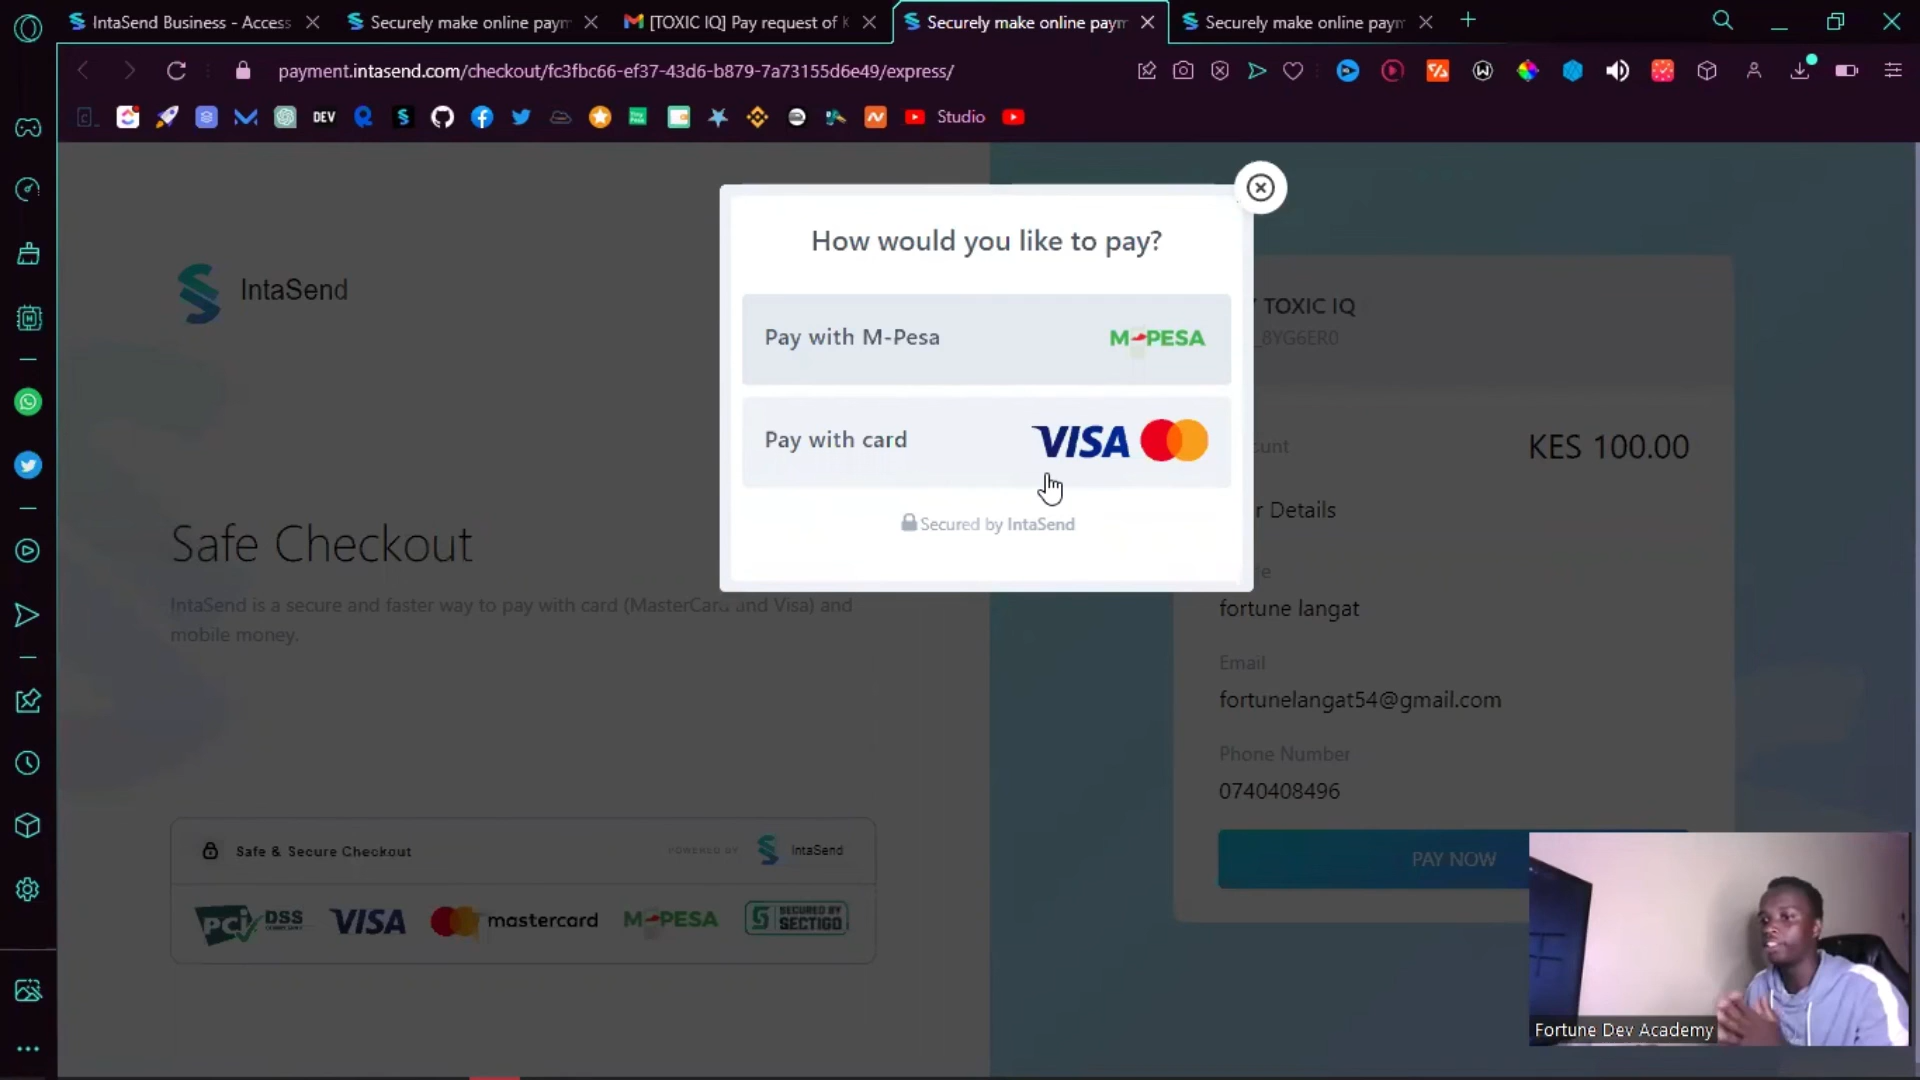 IntaSend Business - Access
Securely make online paym
[TOXIC IQ] Pay request of K
Securely make online paym
Securely make online paym
payment.intasend.com/checkout/fc3fbc66-ef37-43d6-b879-7a73155d6e49/express/
DEV
Studio
How would you like to pay?
Pay with M-Pesa
M-PESA
Pay with card
VISA
Secured by IntaSend
IntaSend
Safe Checkout
IntaSend is a secure and faster way to pay with card (MasterCard and Visa) and
mobile money.
Safe & Secure Checkout
POWERED BY
IntaSend
PCI DSS
VISA
mastercard
M-PESA
SECURED BY
SECTIGO
TOXIC IQ
_8YG6ER0
KES 100.00
r Details
fortune langat
Email
fortunelangat54@gmail.com
Phone Number
0740408496
PAY NOW
Fortune Dev Academy